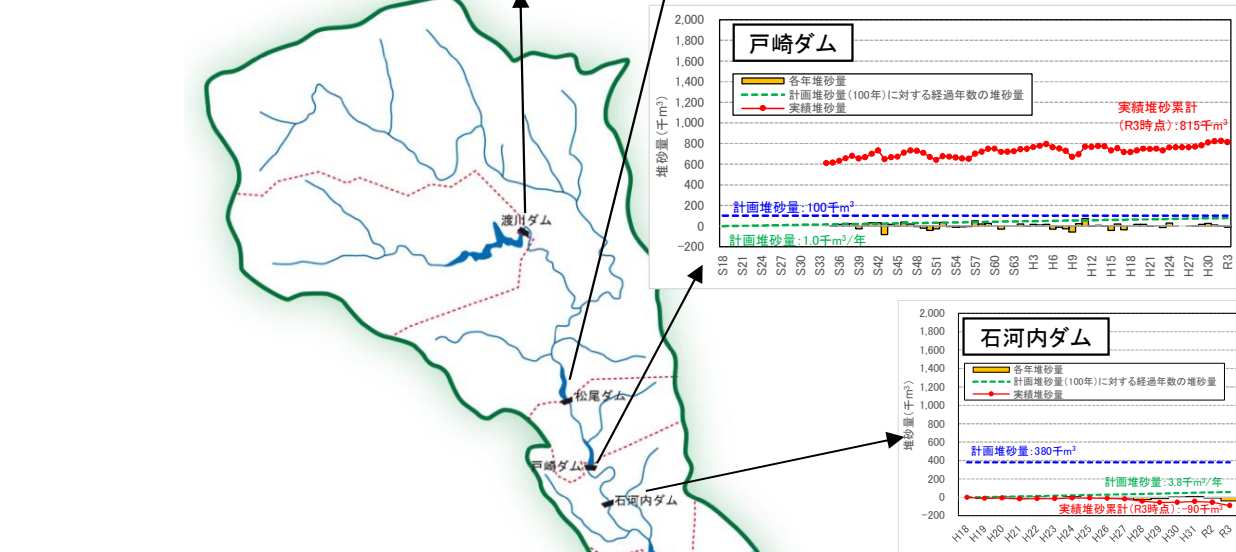 戸崎ダム
各年堆砂量
計画堆砂量(100年)に対する経過年数の堆砂量
実績堆砂量
実績堆砂累計
(R3時点):815千m³
計画堆砂量:100千m³
計画堆砂量:1.0千m³/年
堆砂量(千m³)
2,000
1,800
1,600
1,400
1,200
1,000
800
600
400
200
0
-200
S18 S21 S24 S27 S30 S33 S36 S39 S42 S45 S48 S51 S54 S57 S60 S63 H3 H6 H9 H12 H15 H18 H21 H24 H27 H30 R3
渡川ダム
松尾ダム
戸崎ダム
石河内ダム
石河内ダム
各年堆砂量
計画堆砂量(100年)に対する経過年数の堆砂量
実績堆砂量
計画堆砂量:380千m³
計画堆砂量:3.8千m³/年
実績堆砂累計(R3時点):-90千m³
堆砂量(千m³)
2,000
1,800
1,600
1,400
1,200
1,000
800
600
400
200
0
-200
H18 H19 H20 H21 H22 H23 H24 H25 H26 H27 H28 H29 H30 H31 R2 R3